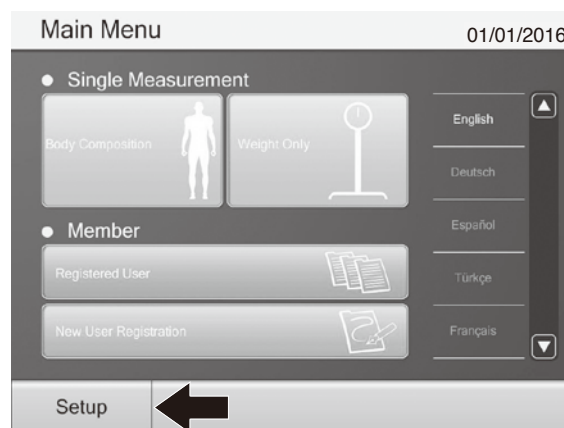 Main Menu 01/01/2016
Single Measurement
Body Composition
Weight Only
Member
Registered User
New User Registration
English
Deutsch
Español
Türkçe
Français
Setup